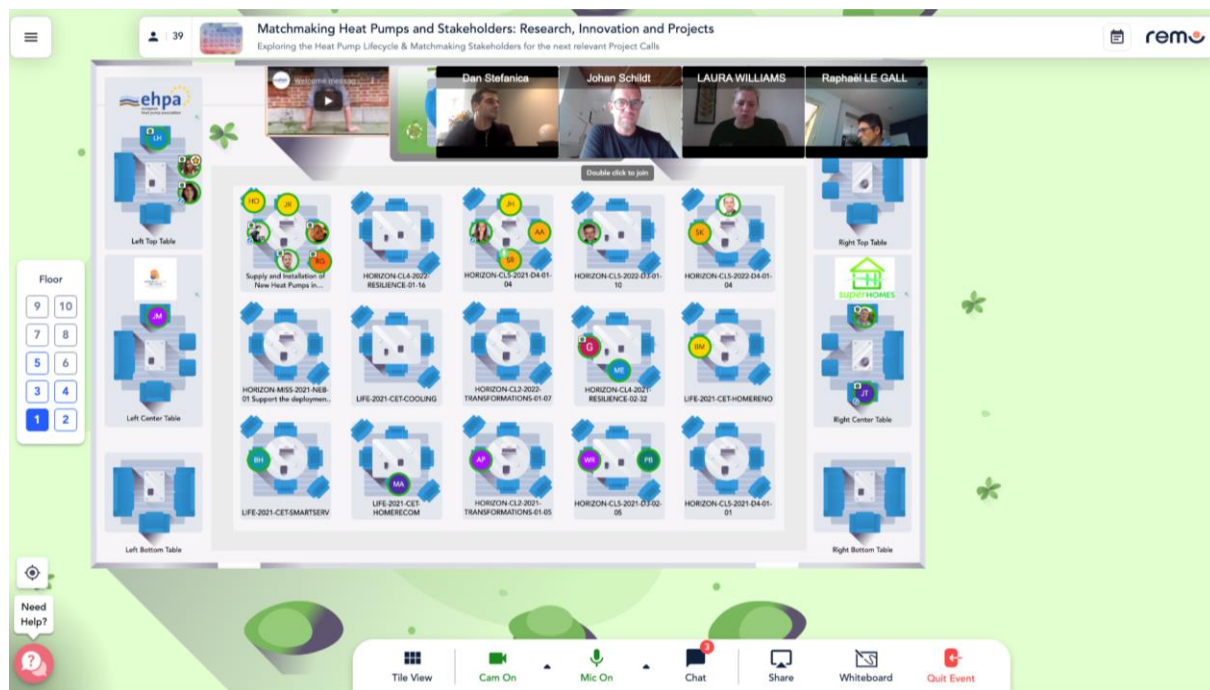 39
Matchmaking Heat Pumps and Stakeholders: Research, Innovation and Projects
Exploring the Heat Pump Lifecycle & Matchmaking Stakeholders for the next relevant Project Calls
remo
Welcome message
Dan Stefanica
Johan Schildt
LAURA WILLIAMS
Raphaël LE GALL
Double click to join
ehpa
LH
Left Top Table
Right Top Table
HO
JR
RG
Supply and Installation of
New Heat Pumps in...
HORIZON-CL4-2022-
RESILIENCE-01-16
JH
AA
SR
HORIZON-CL5-2021-D4-01-
04
HORIZON-CL5-2022-D3-01-
10
SK
HORIZON-CL5-2022-D4-01-
04
Floor
9 10
7 8
5 6
3 4
1 2
JM
Left Center Table
HORIZON-MISS-2021-NEB-
01 Support the deploymen...
LIFE-2021-CET-COOLING
HORIZON-CL2-2022-
TRANSFORMATIONS-01-07
G
ME
HORIZON-CL4-2021-
RESILIENCE-02-32
BM
LIFE-2021-CET-HOMERENO
SUPERHOMES
JT
Right Center Table
BH
LIFE-2021-CET-SMARTSERV
MA
LIFE-2021-CET-
HOMERECOM
AP
HORIZON-CL2-2021-
TRANSFORMATIONS-01-05
WR
PB
HORIZON-CL5-2021-D3-02-
05
HORIZON-CL5-2021-D4-01-
01
Left Bottom Table
Right Bottom Table
Need
Help?
Tile View
Cam On
Mic On
3
Chat
Share
Whiteboard
Quit Event